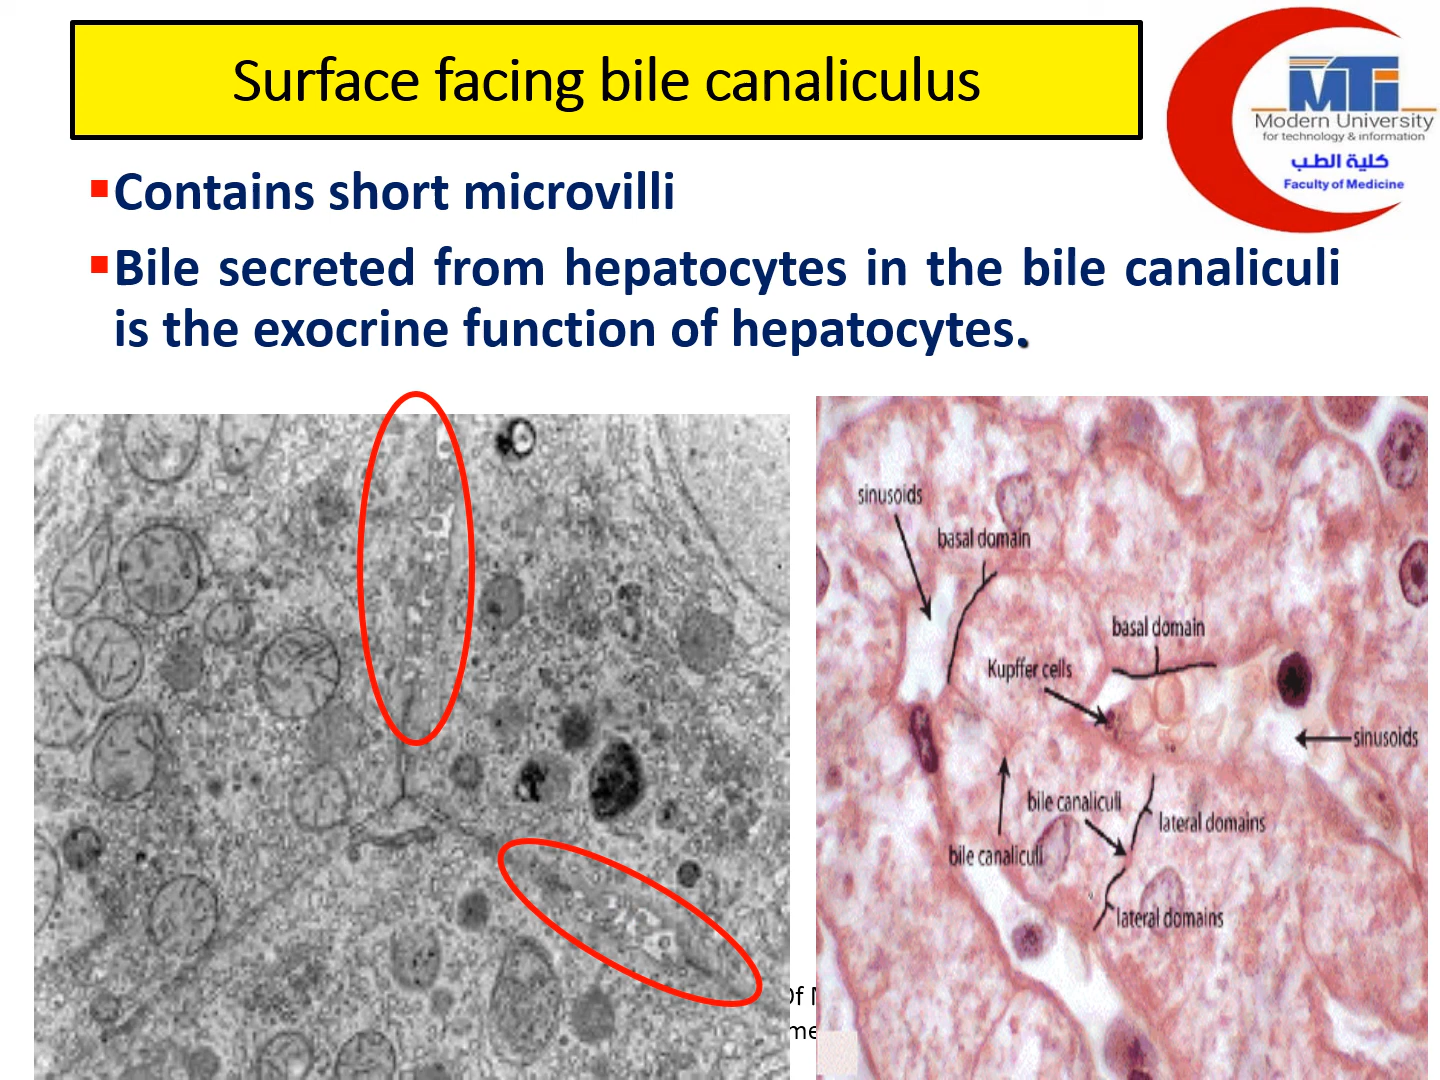 Surface facing bile canaliculus
MTi
Modern University
for technology & information
كلية الطب
Faculty of Medicine
▪Contains short microvilli
▪Bile secreted from hepatocytes in the bile canaliculi
is the exocrine function of hepatocytes.
sinusoids
basal domain
basal domain
Kupffer cells
sinusoids
bile canaliculi
lateral domains
bile canaliculi
lateral domains